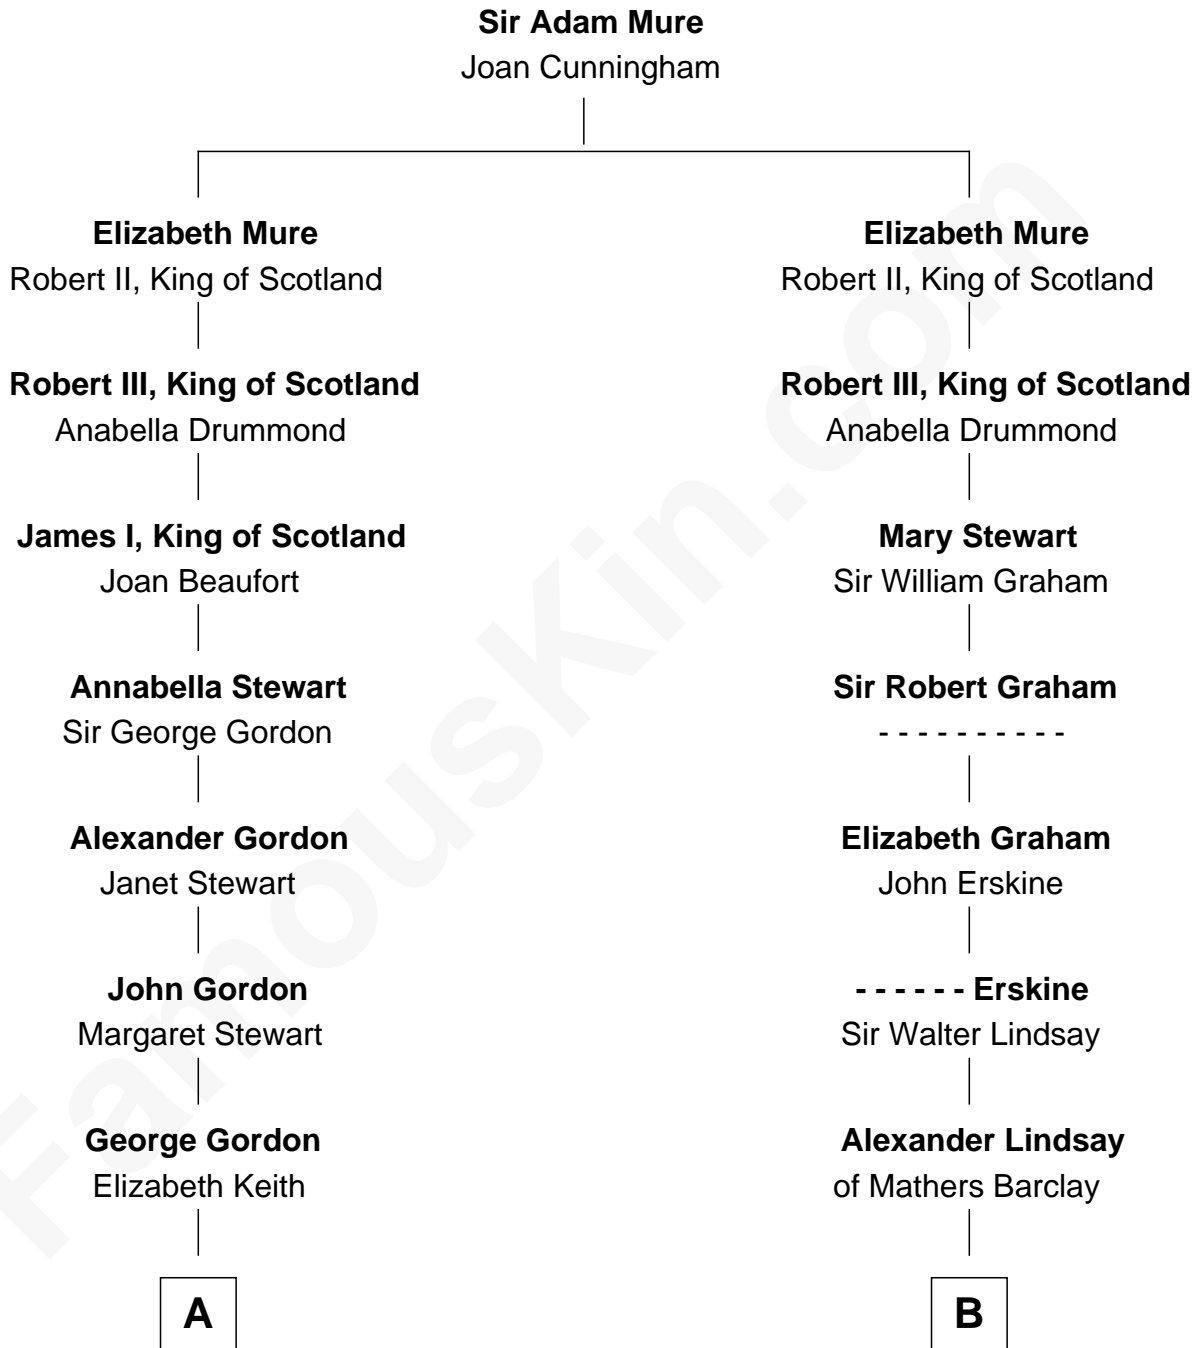 Sir Adam Mure
Joan Cunningham
Elizabeth Mure
Robert II, King of Scotland
Robert III, King of Scotland
Anabella Drummond
James I, King of Scotland
Joan Beaufort
Annabella Stewart
Sir George Gordon
Alexander Gordon
Janet Stewart
John Gordon
Margaret Stewart
George Gordon
Elizabeth Keith
A
Elizabeth Mure
Robert II, King of Scotland
Robert III, King of Scotland
Anabella Drummond
Mary Stewart
Sir William Graham
Sir Robert Graham
- - - - - - - - - -
Elizabeth Graham
John Erskine
- - - - - - Erskine
Sir Walter Lindsay
Alexander Lindsay
of Mathers Barclay
B
FamousKin.com